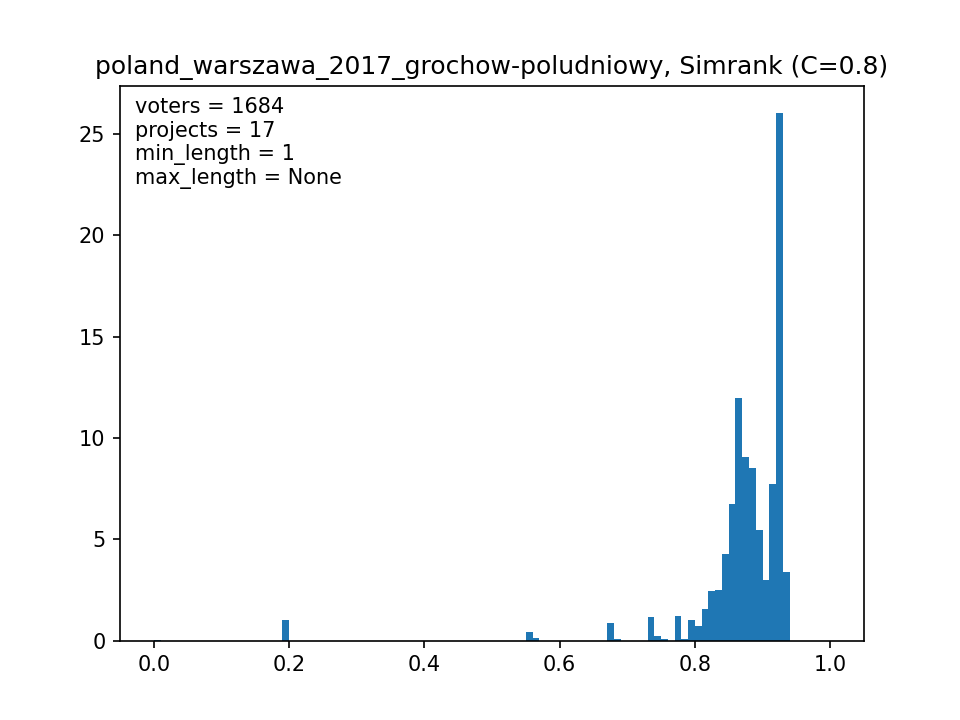 poland_warszawa_2017_grochow-poludniowy, Simrank (C=0.8)
voters = 1684
projects = 17
min_length = 1
max_length = None
25
20
15
10
5
0
0.0 0.2 0.4 0.6 0.8 1.0